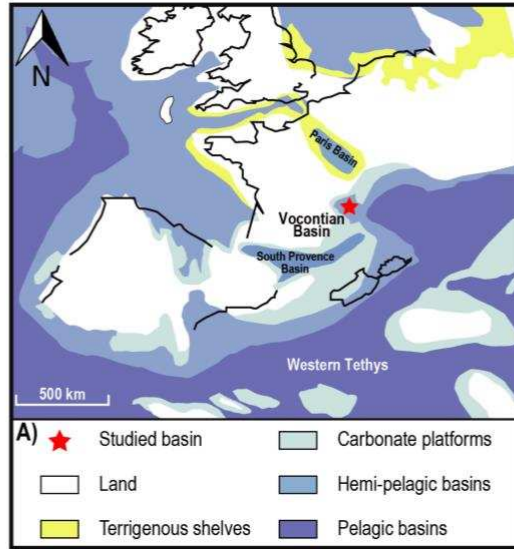 N
Paris Basin
Vocontian
Basin
South Provence
Basin
Western Tethys
500 km
A)
Studied basin
Carbonate platforms
Land
Hemi-pelagic basins
Terrigenous shelves
Pelagic basins